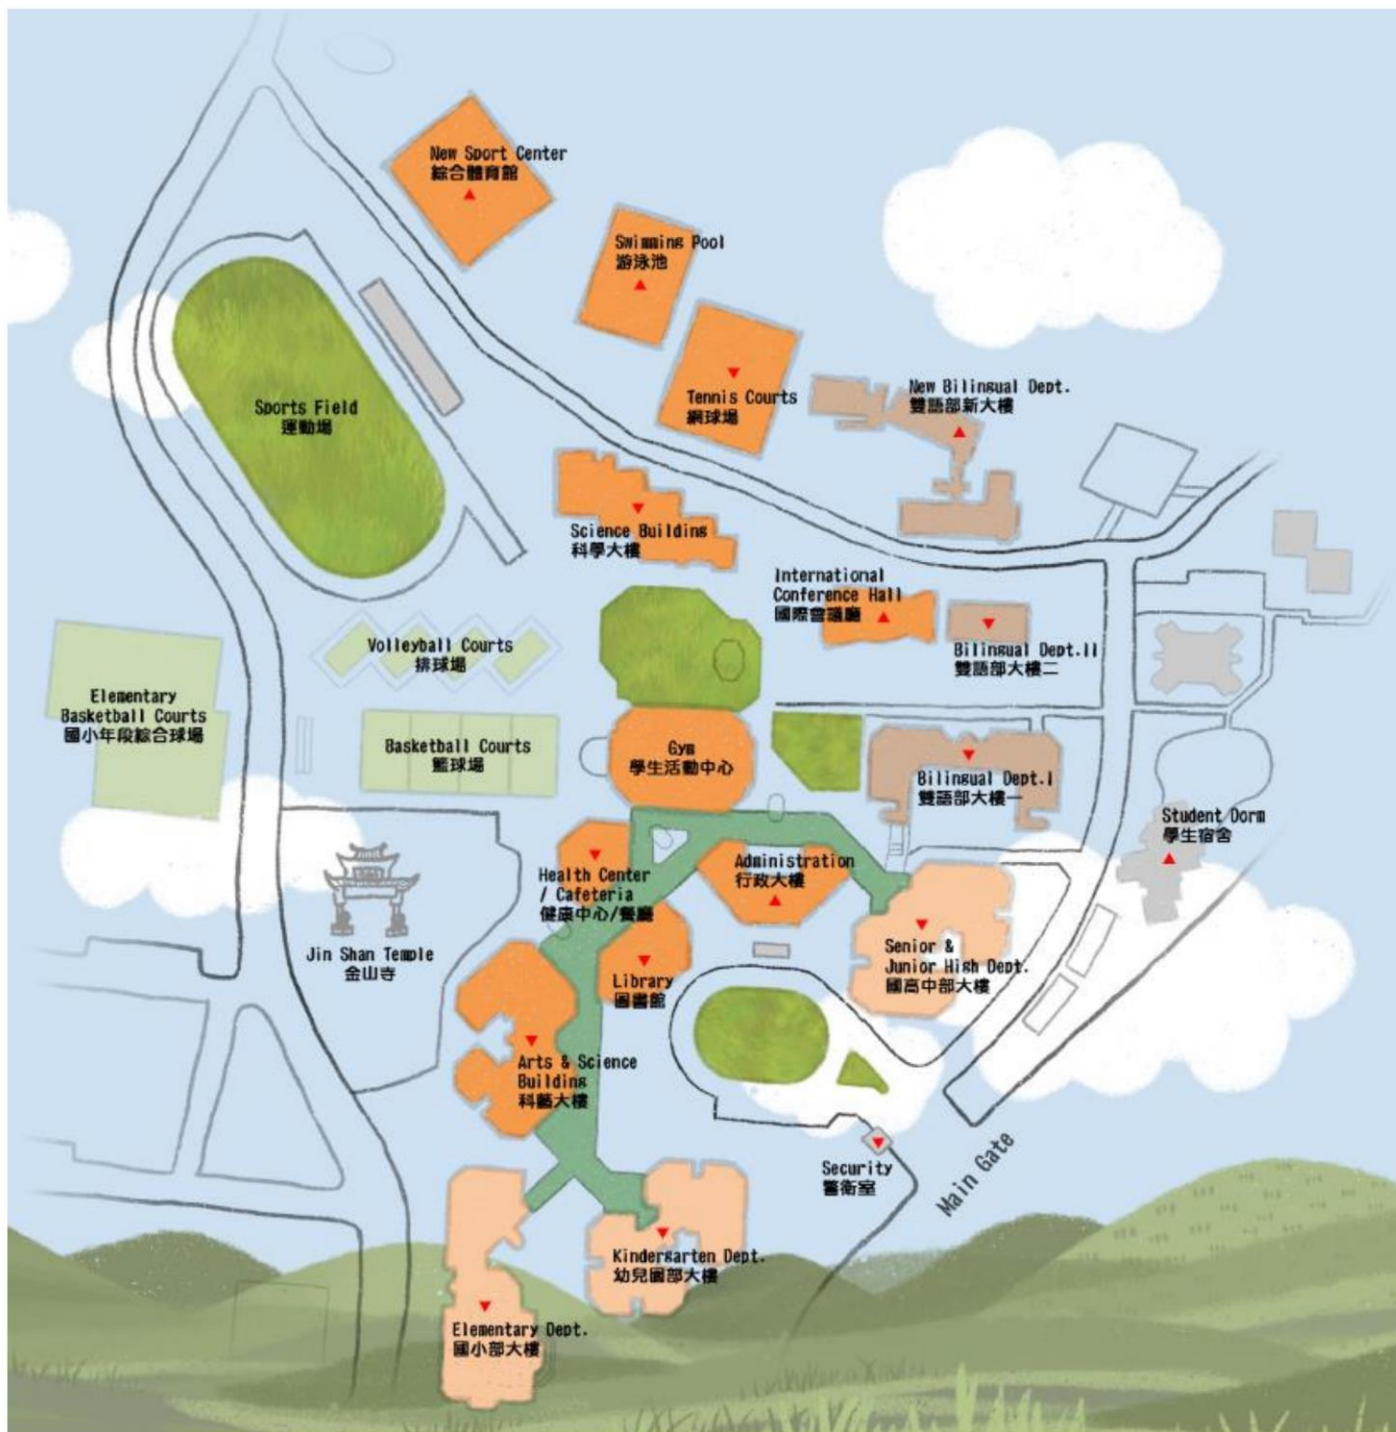 New Sport Center
綜合體育館
Swimming Pool
游泳池
Tennis Courts
網球場
New Bilingual Dept.
雙語部新大樓
Sports Field
運動場
Science Building
科學大樓
International
Conference Hall
國際會議廳
Bilingual Dept.II
雙語部大樓二
Volleyball Courts
排球場
Elementary
Basketball Courts
國小年段綜合球場
Basketball Courts
籃球場
Gym
學生活動中心
Bilingual Dept.I
雙語部大樓一
Student Dorm
學生宿舍
Health Center
/ Cafeteria
健康中心/餐廳
Administration
行政大樓
Senior &
Junior High Dept.
國高中部大樓
Jin Shan Temple
金山寺
Library
圖書館
Arts & Science
Building
科藝大樓
Security
警衛室
Main Gate
Kindergarten Dept.
幼兒園部大樓
Elementary Dept.
國小部大樓